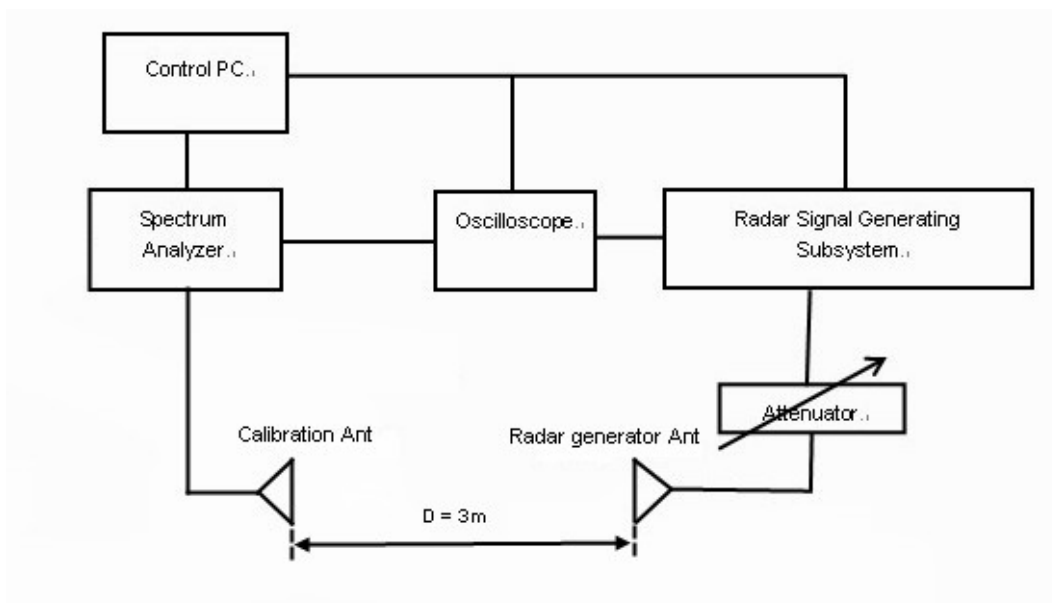 Control PC.
Spectrum
Analyzer.
Oscilloscope.
Radar Signal Generating
Subsystem.
Attenuator.
Calibration Ant
Radar generator Ant
D = 3m